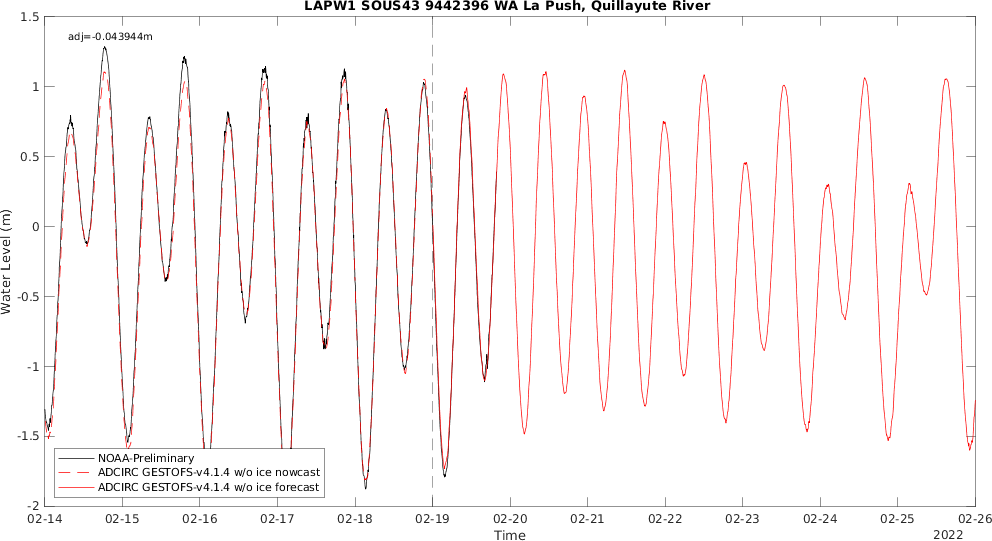 LAPW1 SOUS43 9442396 WA La Push, Quillayute River
adj=-0.043944m
1.5
1
0.5
0
-0.5
-1
-1.5
-2
Water Level (m)
NOAA-Preliminary
ADCIRC GESTOFS-v4.1.4 w/o ice nowcast
ADCIRC GESTOFS-v4.1.4 w/o ice forecast
02-14 02-15 02-16 02-17 02-18 02-19 02-20 02-21 02-22 02-23 02-24 02-25 02-26
Time
2022